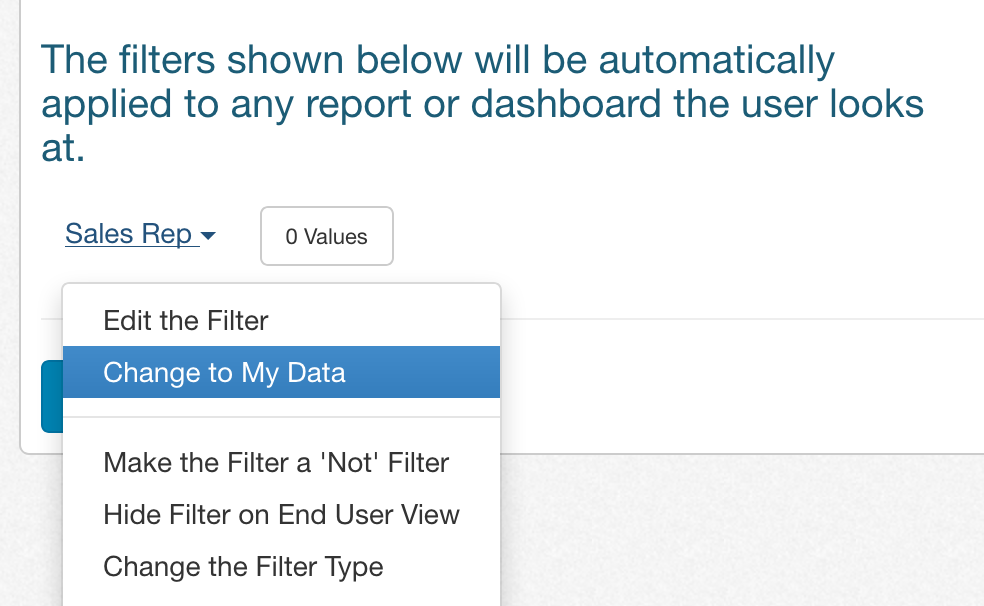 The filters shown below will be automatically
applied to any report or dashboard the user looks
at.
Sales Rep
0 Values
Edit the Filter
Change to My Data
Make the Filter a 'Not' Filter
Hide Filter on End User View
Change the Filter Type